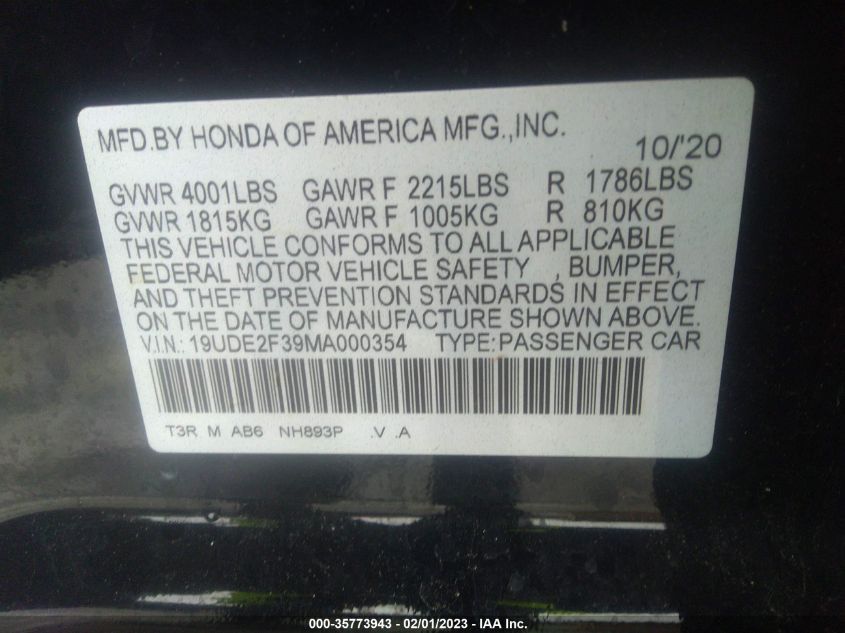 MFD.BY HONDA OF AMERICA MFG.,INC.
10/'20
GVWR 4001LBS GAWR F 2215LBS R 1786LBS
GVWR 1815KG GAWR F 1005KG R 810KG
THIS VEHICLE CONFORMS TO ALL APPLICABLE
FEDERAL MOTOR VEHICLE SAFETY , BUMPER,
AND THEFT PREVENTION STANDARDS IN EFFECT
ON THE DATE OF MANUFACTURE SHOWN ABOVE.
V.I.N.: 19UDE2F39MA000354 TYPE:PASSENGER CAR
T3R M AB6 NH893P .V .A
000-35773943 - 02/01/2023 - IAA Inc.